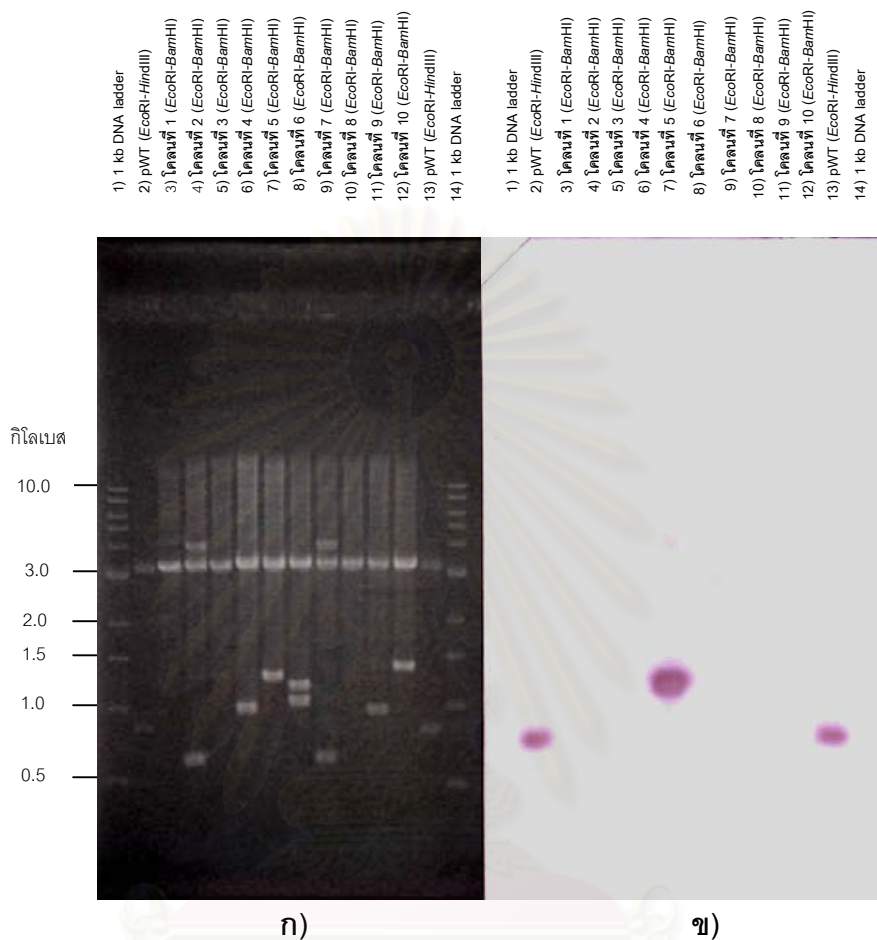 1) 1 kb DNA ladder
2) pWT (EcoRI-HindIII)
3) โคลนที่ 1 (EcoRI-BamHI)
4) โคลนที่ 2 (EcoRI-BamHI)
5) โคลนที่ 3 (EcoRI-BamHI)
6) โคลนที่ 4 (EcoRI-BamHI)
7) โคลนที่ 5 (EcoRI-BamHI)
8) โคลนที่ 6 (EcoRI-BamHI)
9) โคลนที่ 7 (EcoRI-BamHI)
10) โคลนที่ 8 (EcoRI-BamHI)
11) โคลนที่ 9 (EcoRI-BamHI)
12) โคลนที่ 10 (EcoRI-BamHI)
13) pWT (EcoRI-HindIII)
14) 1 kb DNA ladder
1) 1 kb DNA ladder
2) pWT (EcoRI-HindIII)
3) โคลนที่ 1 (EcoRI-BamHI)
4) โคลนที่ 2 (EcoRI-BamHI)
5) โคลนที่ 3 (EcoRI-BamHI)
6) โคลนที่ 4 (EcoRI-BamHI)
7) โคลนที่ 5 (EcoRI-BamHI)
8) โคลนที่ 6 (EcoRI-BamHI)
9) โคลนที่ 7 (EcoRI-BamHI)
10) โคลนที่ 8 (EcoRI-BamHI)
11) โคลนที่ 9 (EcoRI-BamHI)
12) โคลนที่ 10 (EcoRI-BamHI)
13) pWT (EcoRI-HindIII)
14) 1 kb DNA ladder
กิโลเบส
10.0
3.0
2.0
1.5
1.0
0.5
ก)
ข)